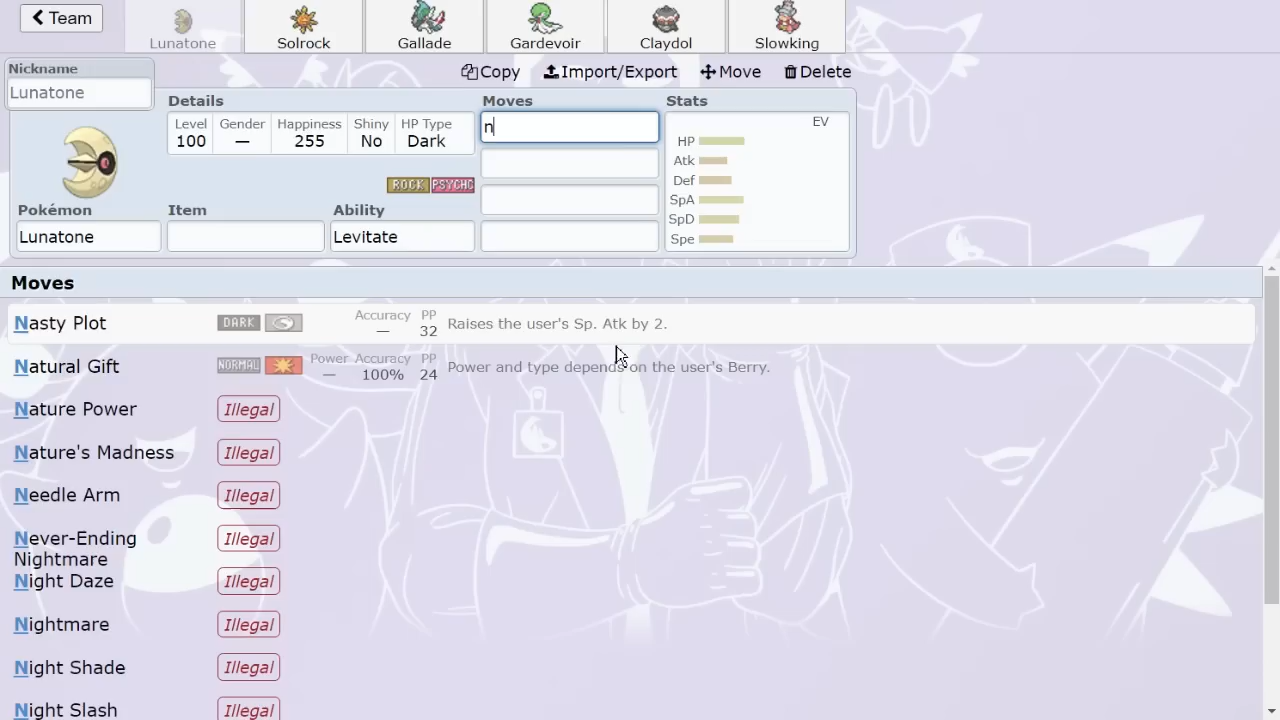 Team
Lunatone
Solrock
Gallade
Gardevoir
Claydol
Slowking
Nickname
Lunatone
Copy
Import/Export
Move
Delete
Details
Moves
Stats
Level
Gender
Happiness
Shiny
HP Type
100
—
255
No
Dark
n
EV
HP
Atk
Def
SpA
SpD
Spe
ROCK
PSYCHC
Pokémon
Item
Ability
Lunatone
Levitate
Moves
Nasty Plot
DARK
Accuracy
—
PP
32
Raises the user's Sp. Atk by 2.
Natural Gift
NORMAL
Power
—
Accuracy
100%
PP
24
Power and type depends on the user's Berry.
Nature Power
Illegal
Nature's Madness
Illegal
Needle Arm
Illegal
Never-Ending
Nightmare
Illegal
Night Daze
Illegal
Nightmare
Illegal
Night Shade
Illegal
Night Slash
Illegal